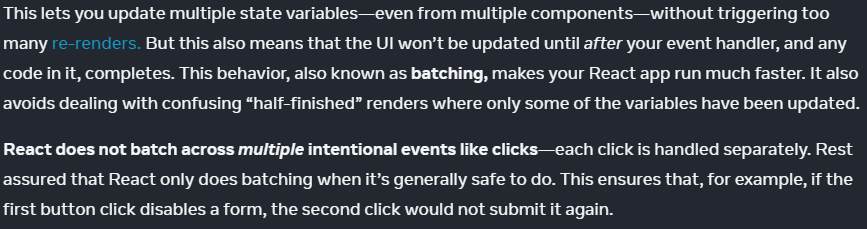 This lets you update multiple state variables—even from multiple components—without triggering too
many re-renders. But this also means that the UI won’t be updated until after your event handler, and any
code in it, completes. This behavior, also known as batching, makes your React app run much faster. It also
avoids dealing with confusing “half-finished” renders where only some of the variables have been updated.
React does not batch across multiple intentional events like clicks—each click is handled separately. Rest
assured that React only does batching when it’s generally safe to do. This ensures that, for example, if the
first button click disables a form, the second click would not submit it again.